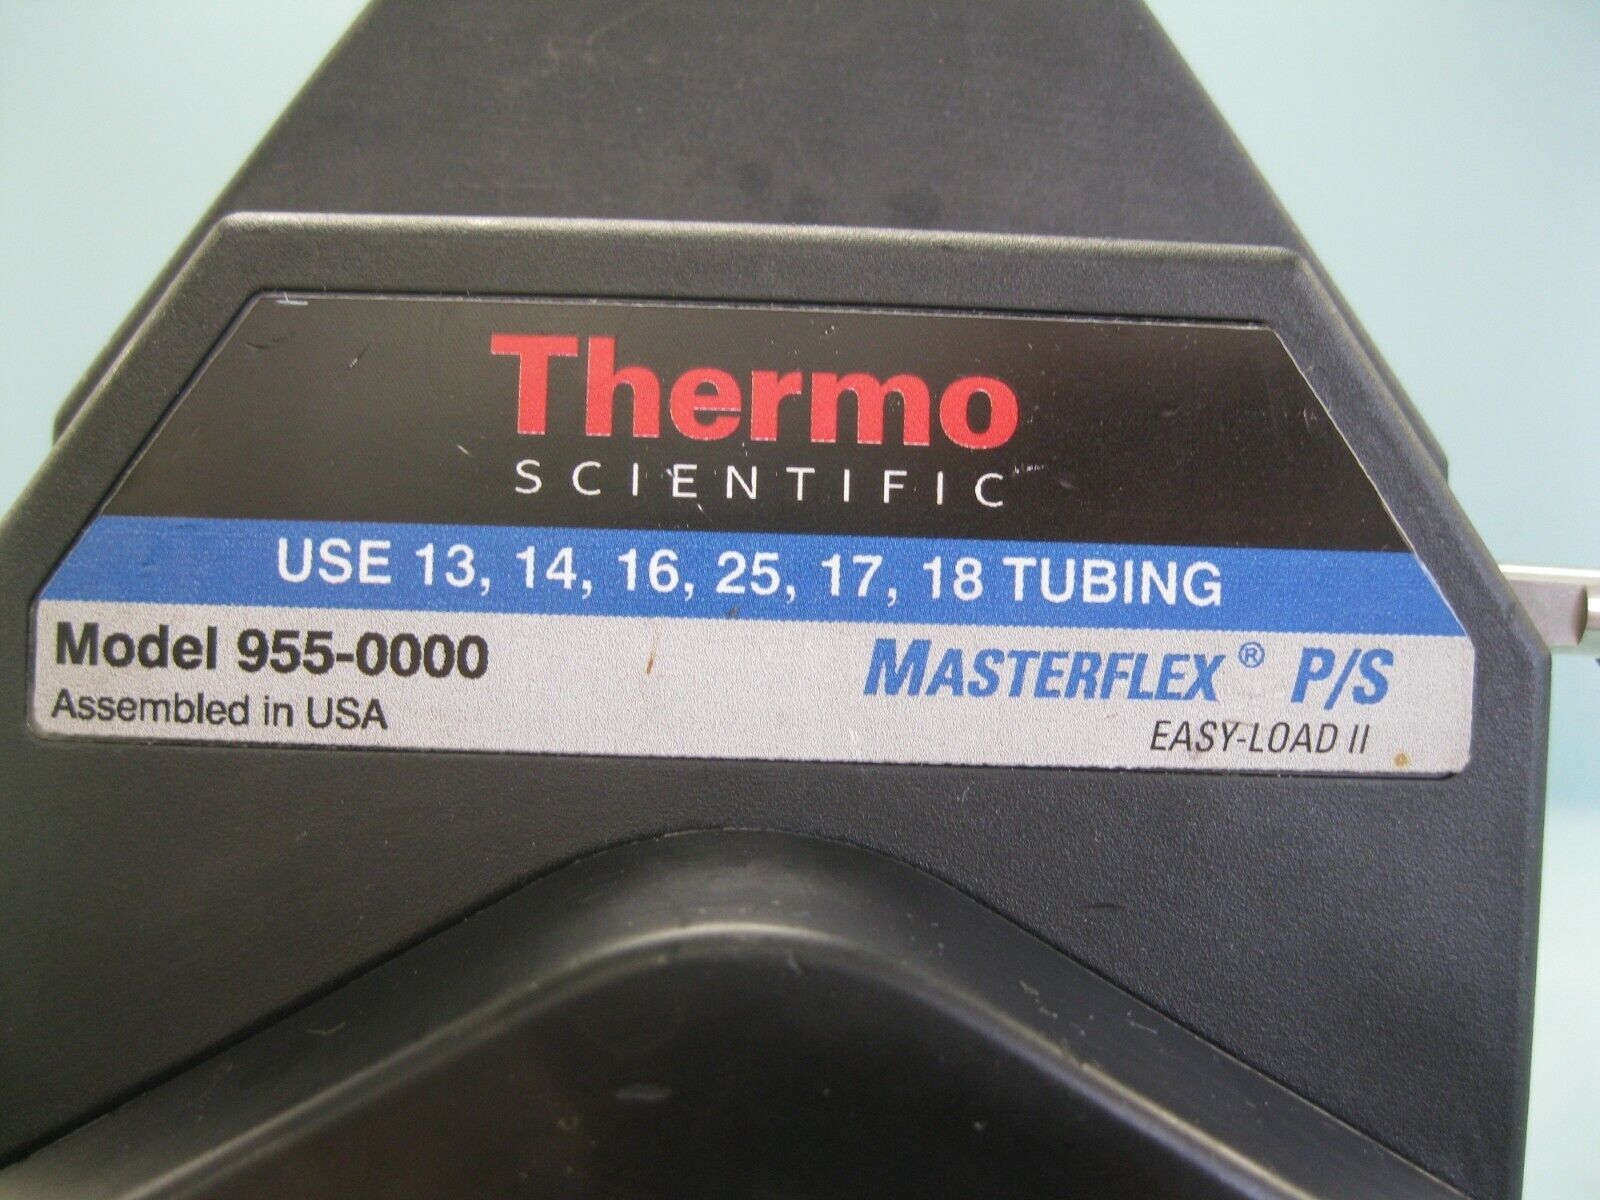 Thermo
SCIENTIFIC
USE 13, 14, 16, 25, 17, 18 TUBING
Model 955-0000
Assembled in USA
MASTERFLEX® P/S
EASY-LOAD II